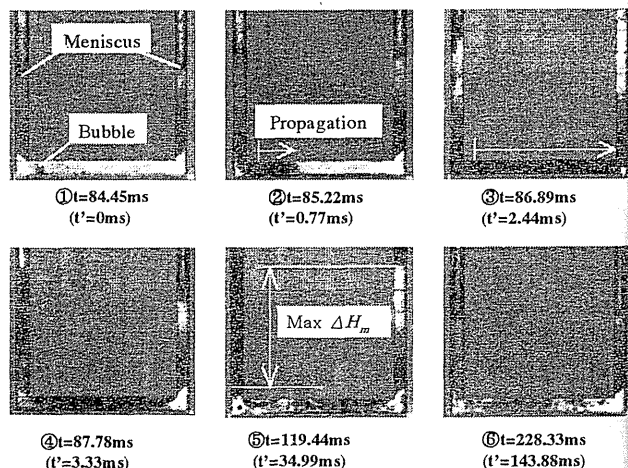 Meniscus
Bubble
Propagation
①t=84.45ms
(t'=0ms)
②t=85.22ms
(t'=0.77ms)
③t=86.89ms
(t'=2.44ms)
Max ΔHm
④t=87.78ms
(t'=3.33ms)
⑤t=119.44ms
(t'=34.99ms)
⑥t=228.33ms
(t'=143.88ms)